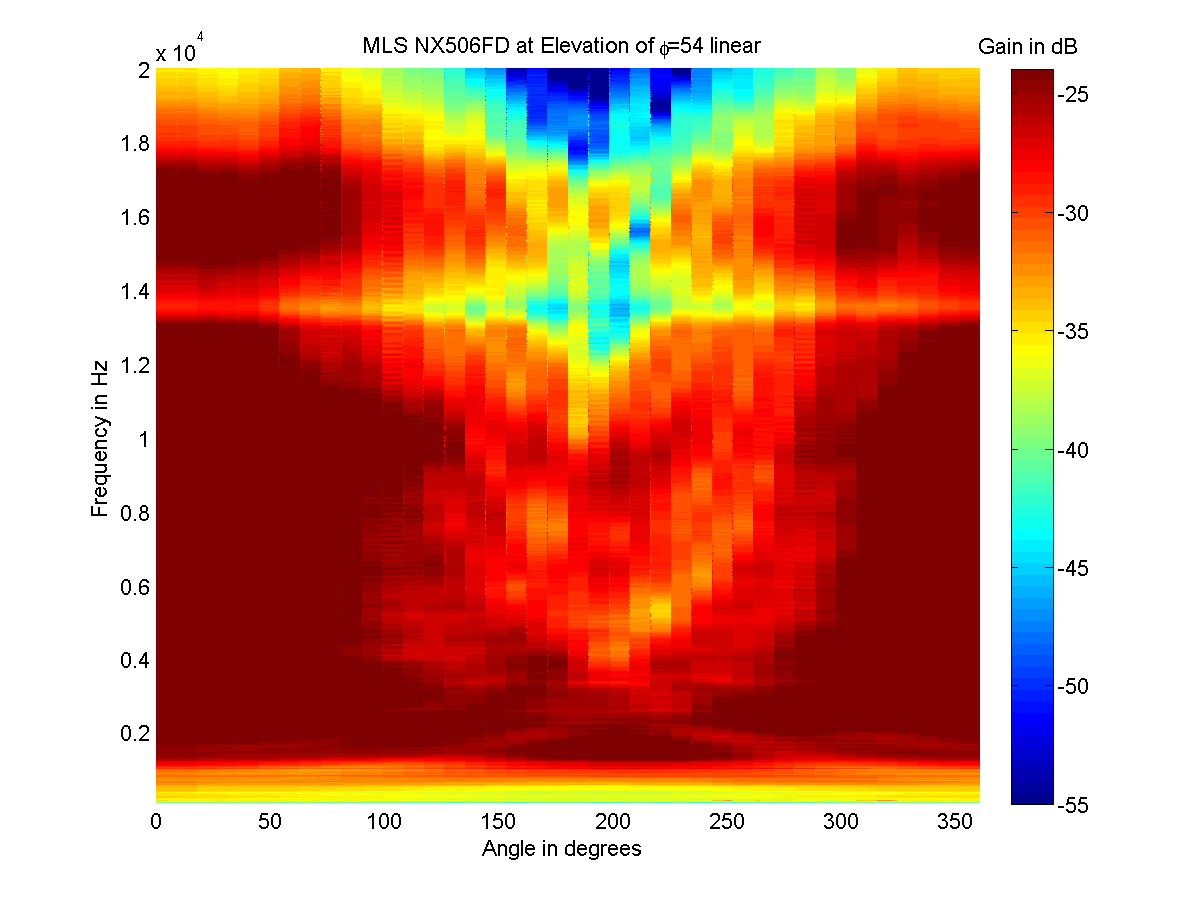 MLS NX506FD at Elevation of ϕ=54 linear
Gain in dB
x 10^4
2
1.8
1.6
1.4
1.2
1
0.8
0.6
0.4
0.2
Frequency in Hz
0 50 100 150 200 250 300 350
Angle in degrees
-25
-30
-35
-40
-45
-50
-55